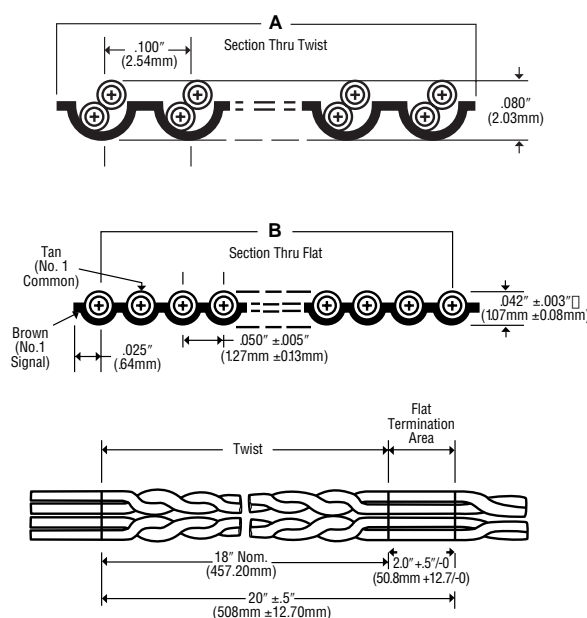 A
Section Thru Twist
.100"
(2.54mm)
.080"
(2.03mm)
B
Section Thru Flat
Tan
(No. 1
Common)
Brown
(No.1
Signal)
.025"
(.64mm)
.050" ±.005"
(1.27mm ±0.13mm)
.042" ±.003"□
(1.07mm ±0.08mm)
Flat
Termination
Area
Twist
18" Nom.
(457.20mm)
2.0"+.5"/-0
(50.8mm +12.7/-0)
20" ±.5"
(508mm ±12.70mm)